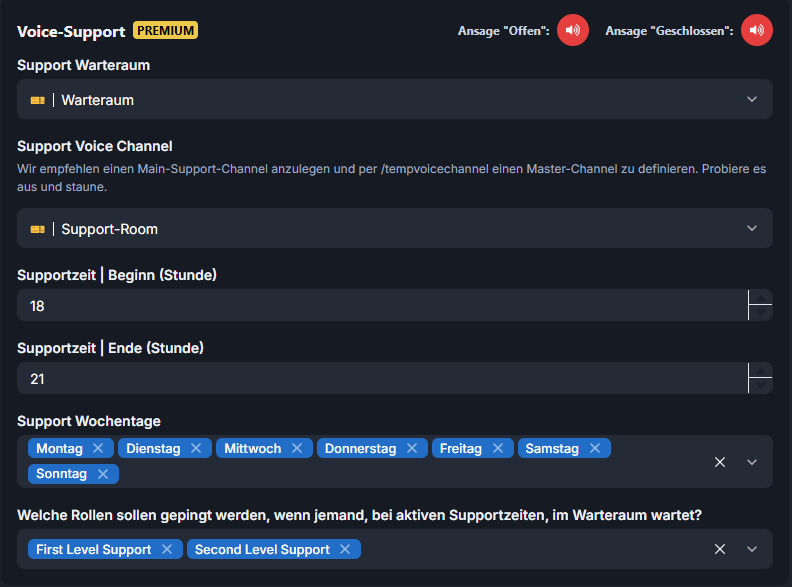 Voice-Support PREMIUM Ansage "Offen": Ansage "Geschlossen":
Support Warteraum
| Warteraum
Support Voice Channel
Wir empfehlen einen Main-Support-Channel anzulegen und per /tempvoicechannel einen Master-Channel zu definieren. Probiere es
aus und staune.
| Support-Room
Supportzeit | Beginn (Stunde)
18
Supportzeit | Ende (Stunde)
21
Support Wochentage
Montag Dienstag Mittwoch Donnerstag Freitag Samstag
Sonntag
Welche Rollen sollen gepingt werden, wenn jemand, bei aktiven Supportzeiten, im Warteraum wartet?
First Level Support Second Level Support